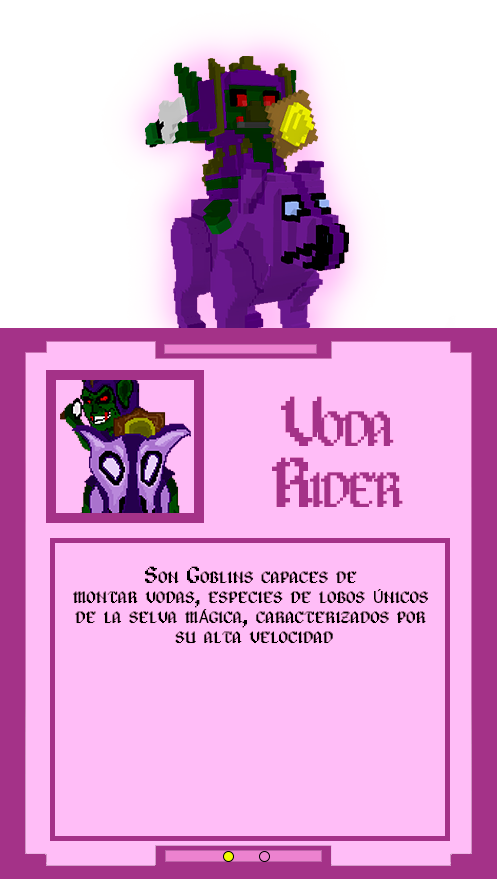 Voda
Rider
Son Goblins capaces de
montar vodas, especies de lobos únicos
de la selva mágica, caracterizados por
su alta velocidad